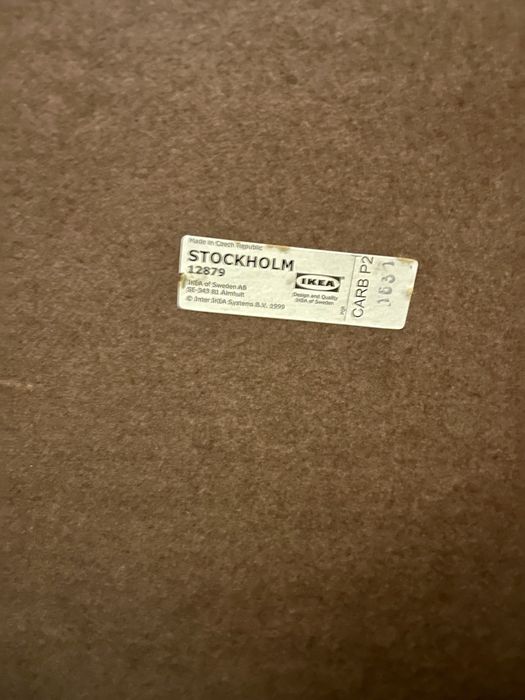 Made in Czech Republic
STOCKHOLM
12879
IKEA of Sweden AB
SE-343 81 Älmhult
© Inter IKEA Systems B.V. 1999
IKEA
Design and Quality
IKEA of Sweden
CARB P2
1631